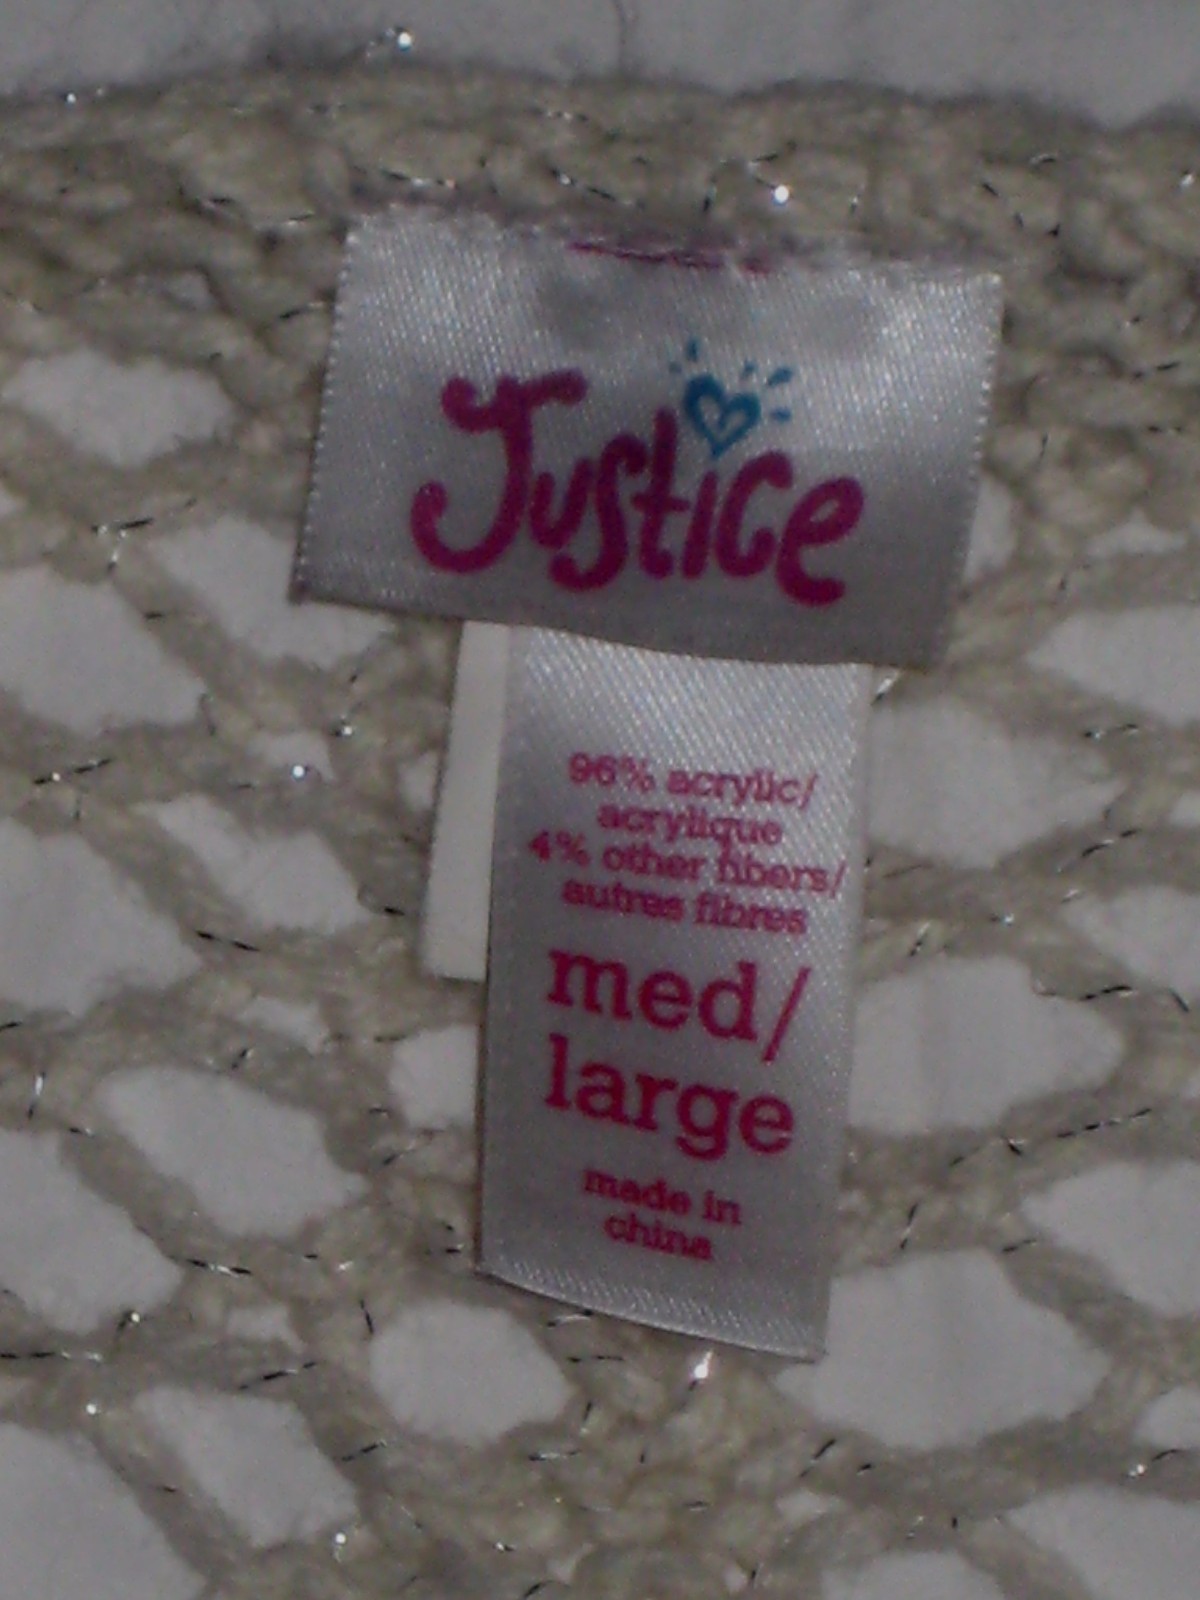 Justice
96% acrylic/
acrylique
4% other fibers/
autres fibres
med/
large
made in
china